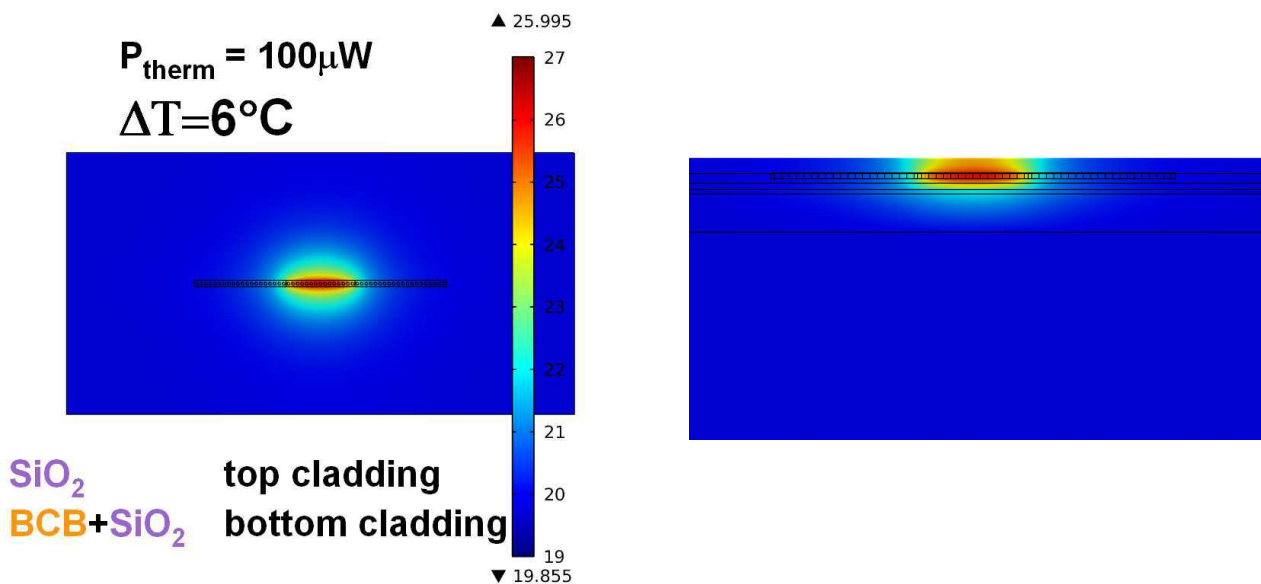 ▲ 25.995
P_therm = 100μW
ΔT=6°C
27
26
25
24
23
22
21
20
19
▼ 19.855
SiO₂ top cladding
BCB+SiO₂ bottom cladding